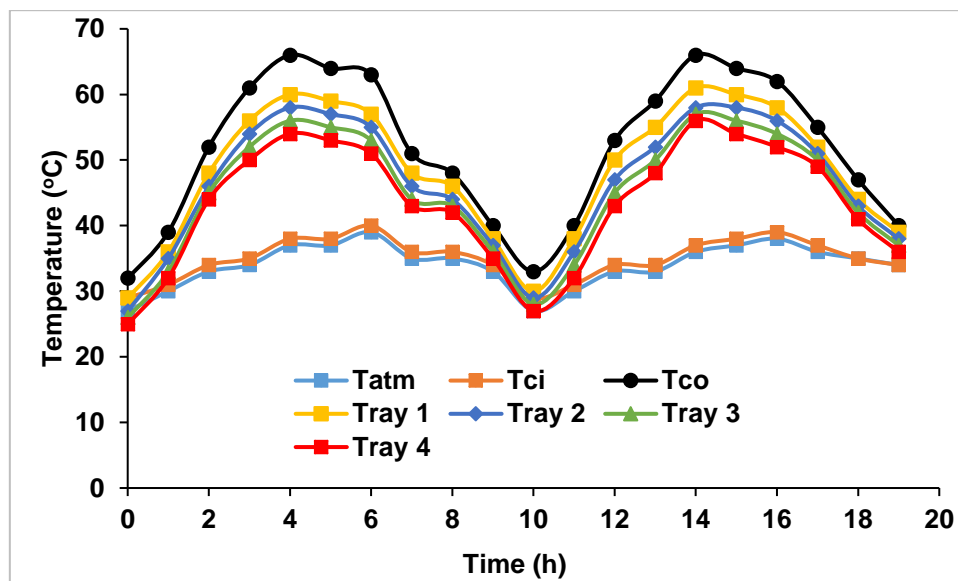 70
60
50
40
30
20
10
0
Temperature (oC)
Tatm Tci Tco
Tray 1 Tray 2 Tray 3
Tray 4
0 2 4 6 8 10 12 14 16 18 20
Time (h)